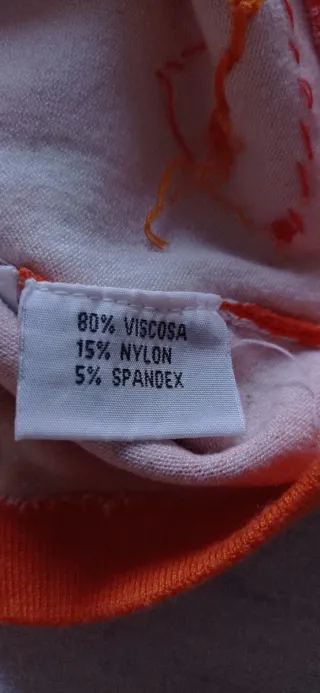 80% VISCOSA
15% NYLON
5% SPANDEX